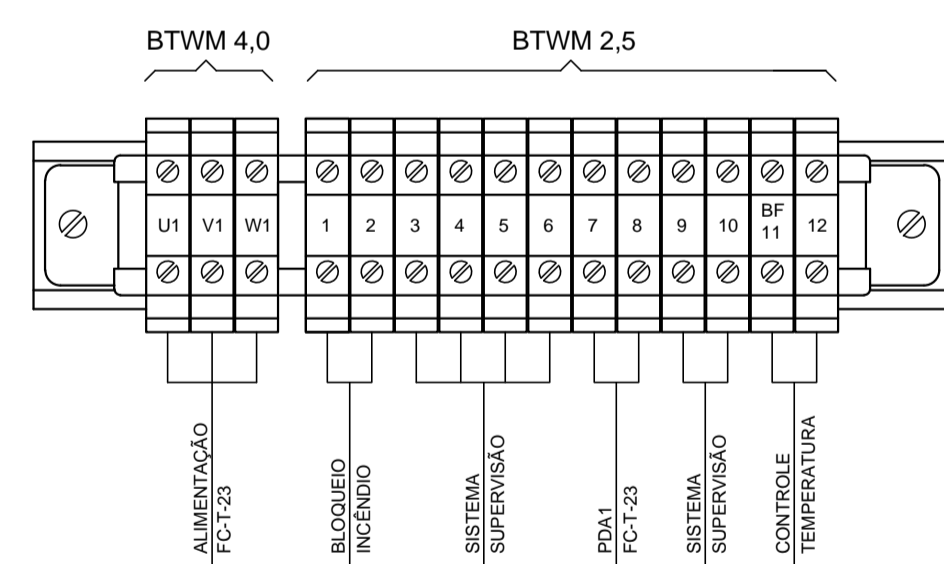 BTWM 4,0
BTWM 2,5
U1 V1 W1 1 2 3 4 5 6 7 8 9 10 BF 11 12
ALIMENTAÇÃO
FC-T-23
BLOQUEIO
INCÊNDIO
SISTEMA
SUPERVISÃO
PDA1
FC-T-23
SISTEMA
SUPERVISÃO
CONTROLE
TEMPERATURA